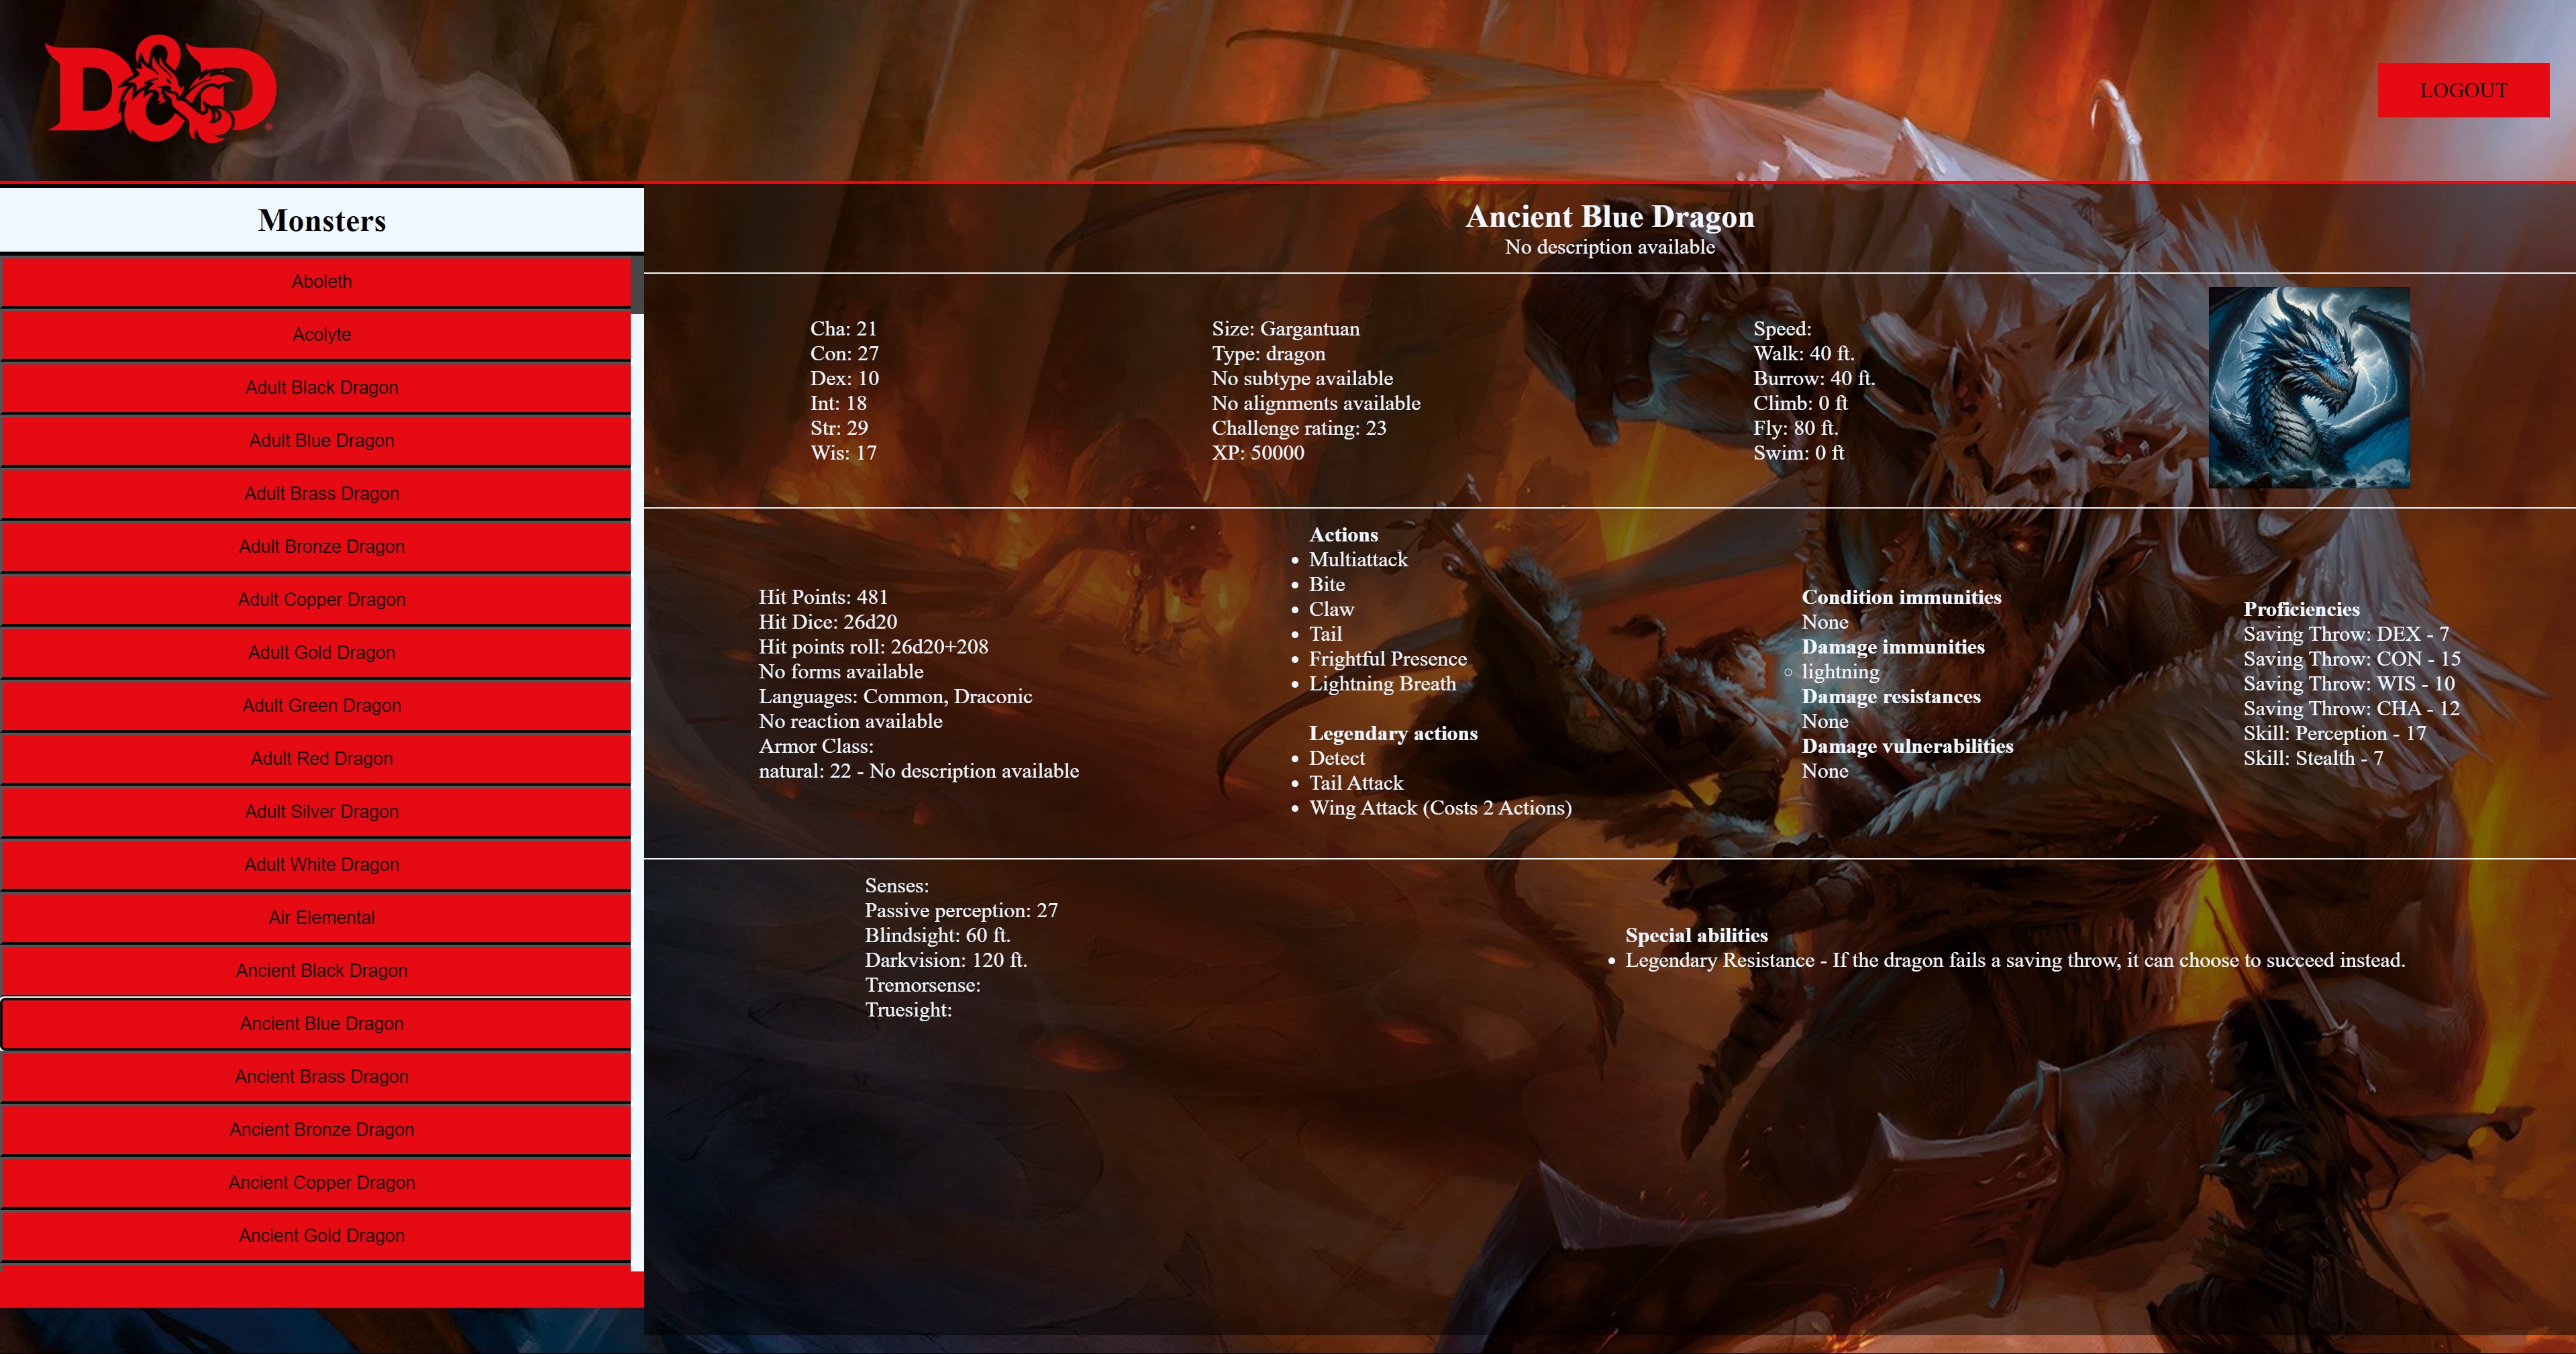 D&D
LOGOUT
Monsters
Aboleth
Acolyte
Adult Black Dragon
Adult Blue Dragon
Adult Brass Dragon
Adult Bronze Dragon
Adult Copper Dragon
Adult Gold Dragon
Adult Green Dragon
Adult Red Dragon
Adult Silver Dragon
Adult White Dragon
Air Elemental
Ancient Black Dragon
Ancient Blue Dragon
Ancient Brass Dragon
Ancient Bronze Dragon
Ancient Copper Dragon
Ancient Gold Dragon
Ancient Blue Dragon
No description available
Cha: 21
Con: 27
Dex: 10
Int: 18
Str: 29
Wis: 17
Size: Gargantuan
Type: dragon
No subtype available
No alignments available
Challenge rating: 23
XP: 50000
Speed:
Walk: 40 ft.
Burrow: 40 ft.
Climb: 0 ft
Fly: 80 ft.
Swim: 0 ft
Hit Points: 481
Hit Dice: 26d20
Hit points roll: 26d20+208
No forms available
Languages: Common, Draconic
No reaction available
Armor Class:
natural: 22 - No description available
Actions
Multiattack
Bite
Claw
Tail
Frightful Presence
Lightning Breath
Legendary actions
Detect
Tail Attack
Wing Attack (Costs 2 Actions)
Condition immunities
None
Damage immunities
lightning
Damage resistances
None
Damage vulnerabilities
None
Proficiencies
Saving Throw: DEX - 7
Saving Throw: CON - 15
Saving Throw: WIS - 10
Saving Throw: CHA - 12
Skill: Perception - 17
Skill: Stealth - 7
Senses:
Passive perception: 27
Blindsight: 60 ft.
Darkvision: 120 ft.
Tremorsense:
Truesight:
Special abilities
Legendary Resistance - If the dragon fails a saving throw, it can choose to succeed instead.